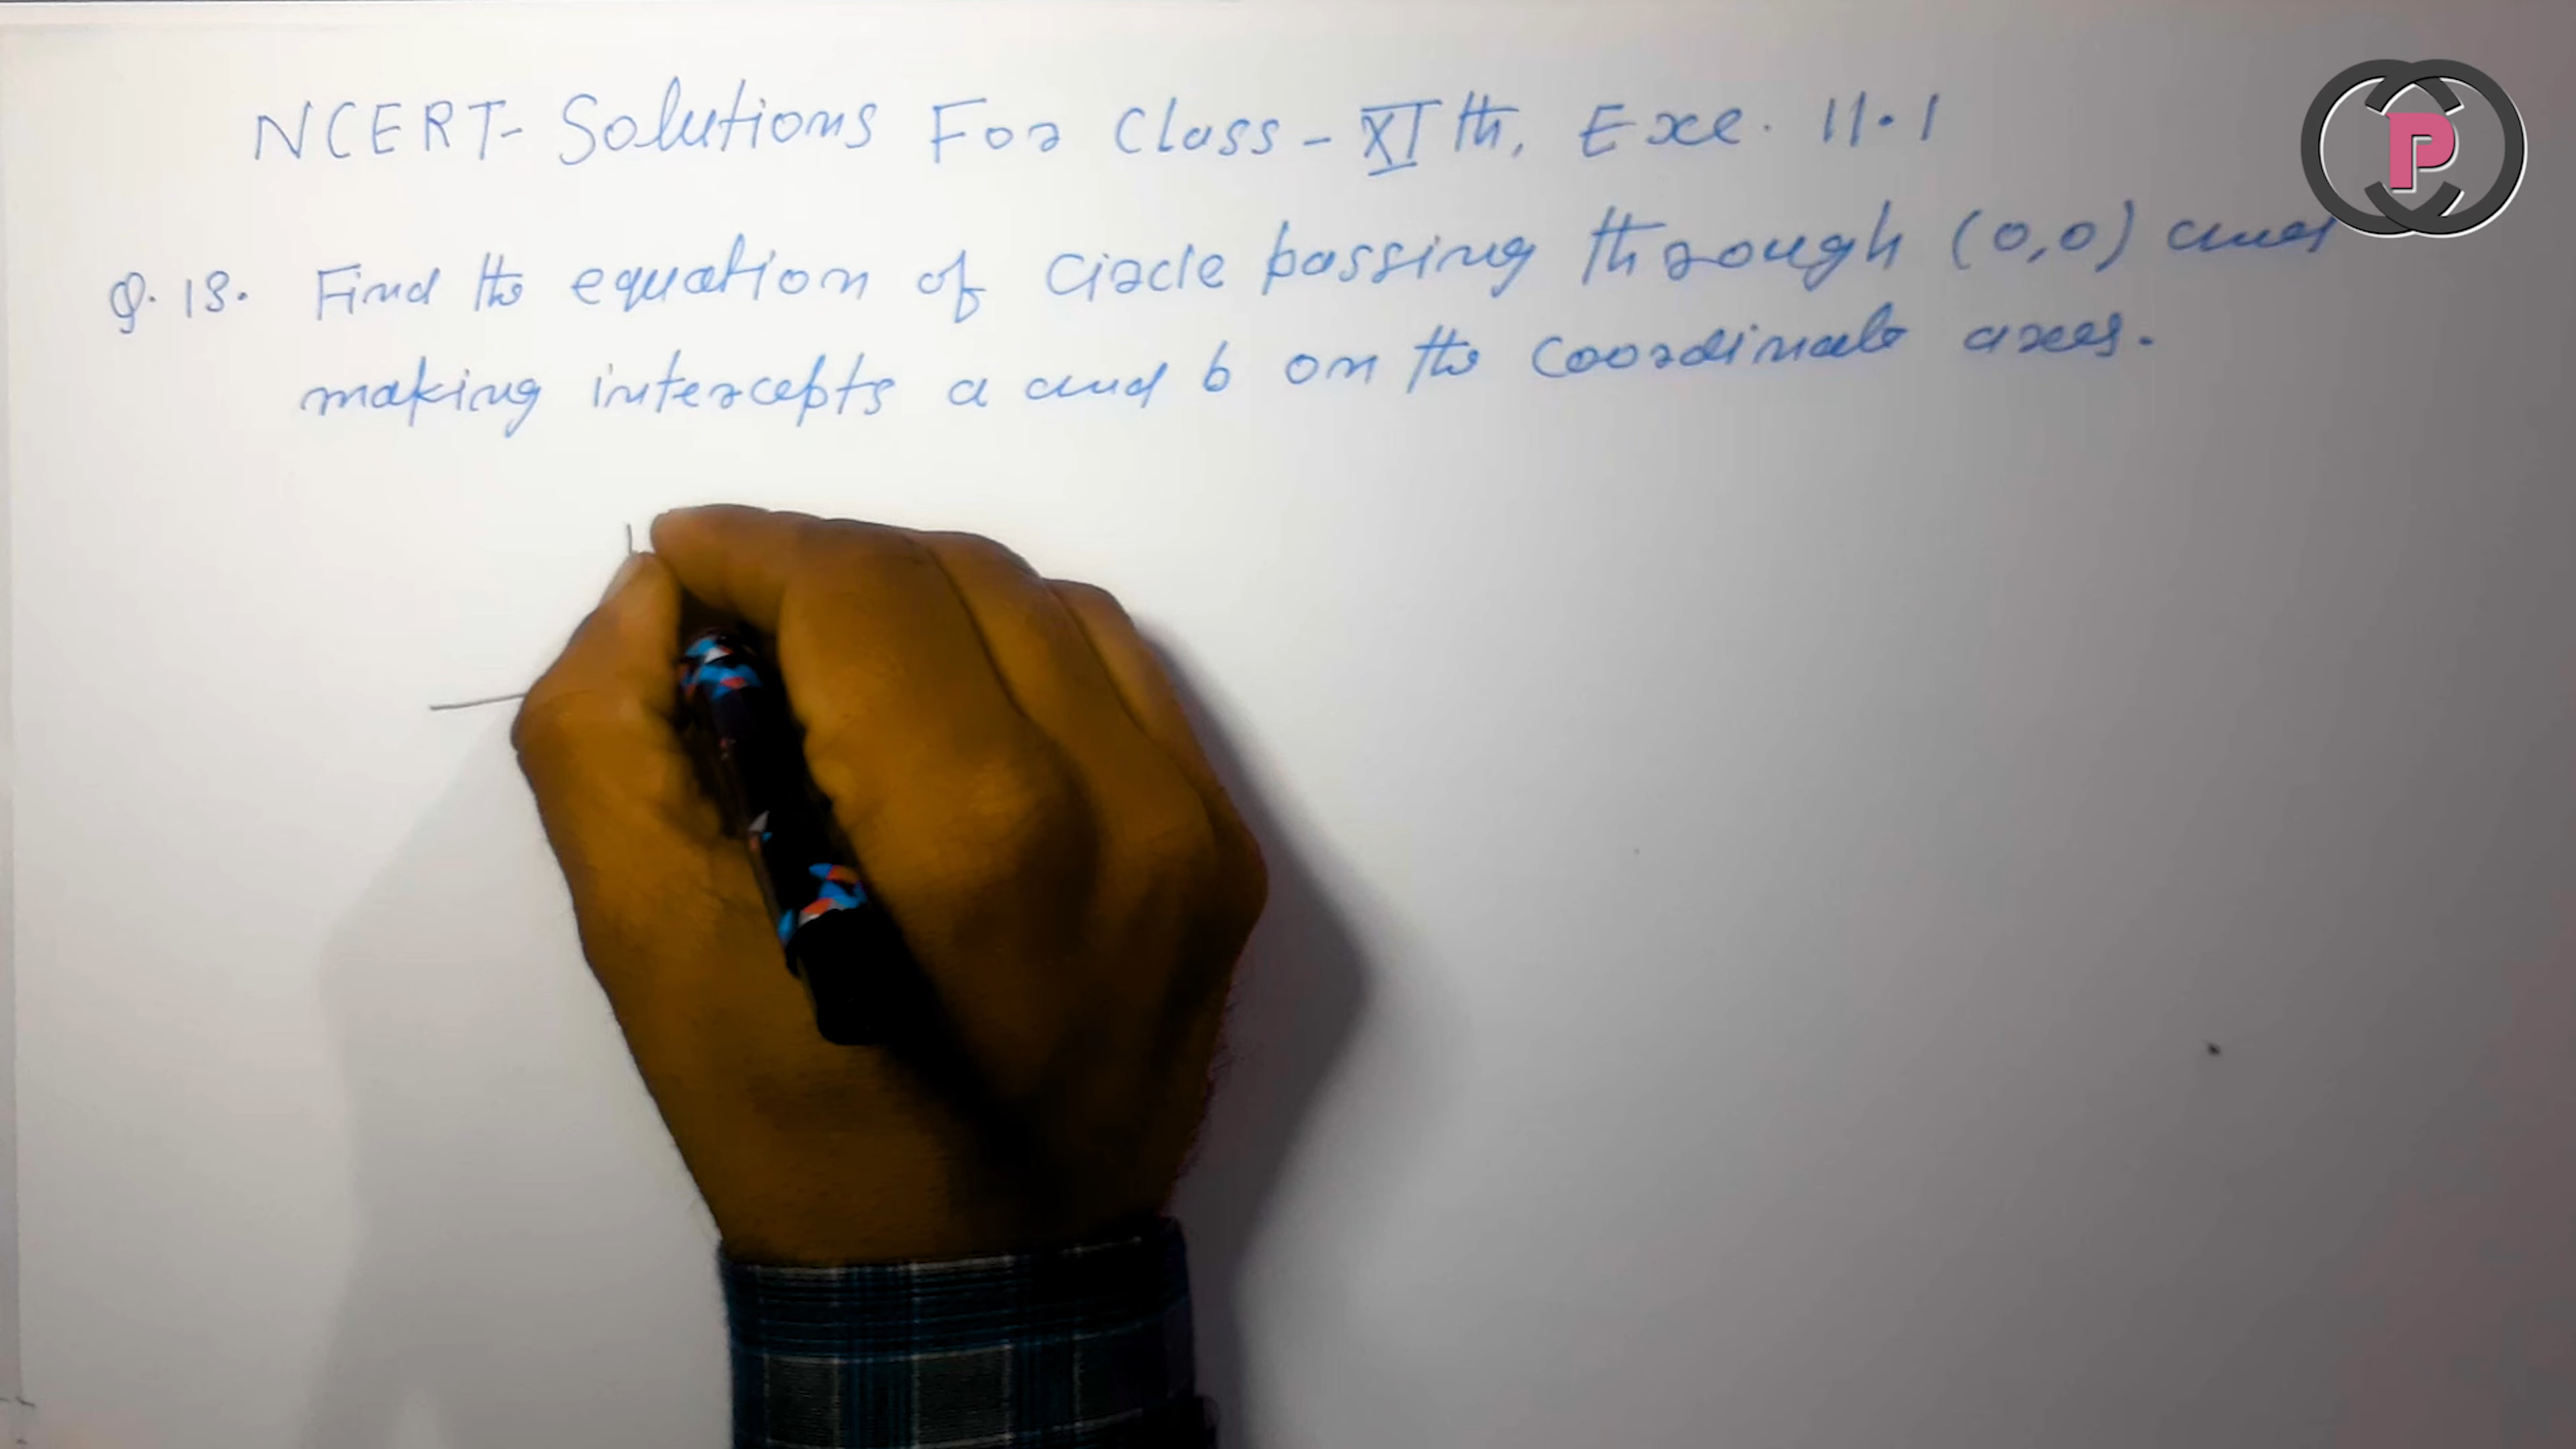 NCERT- Solutions For Class - XIth, Exe. 11.1
Q. 13. Find the equation of Circle passing through (0,0) and
making intercepts a and b on the Coordinate axes.
P